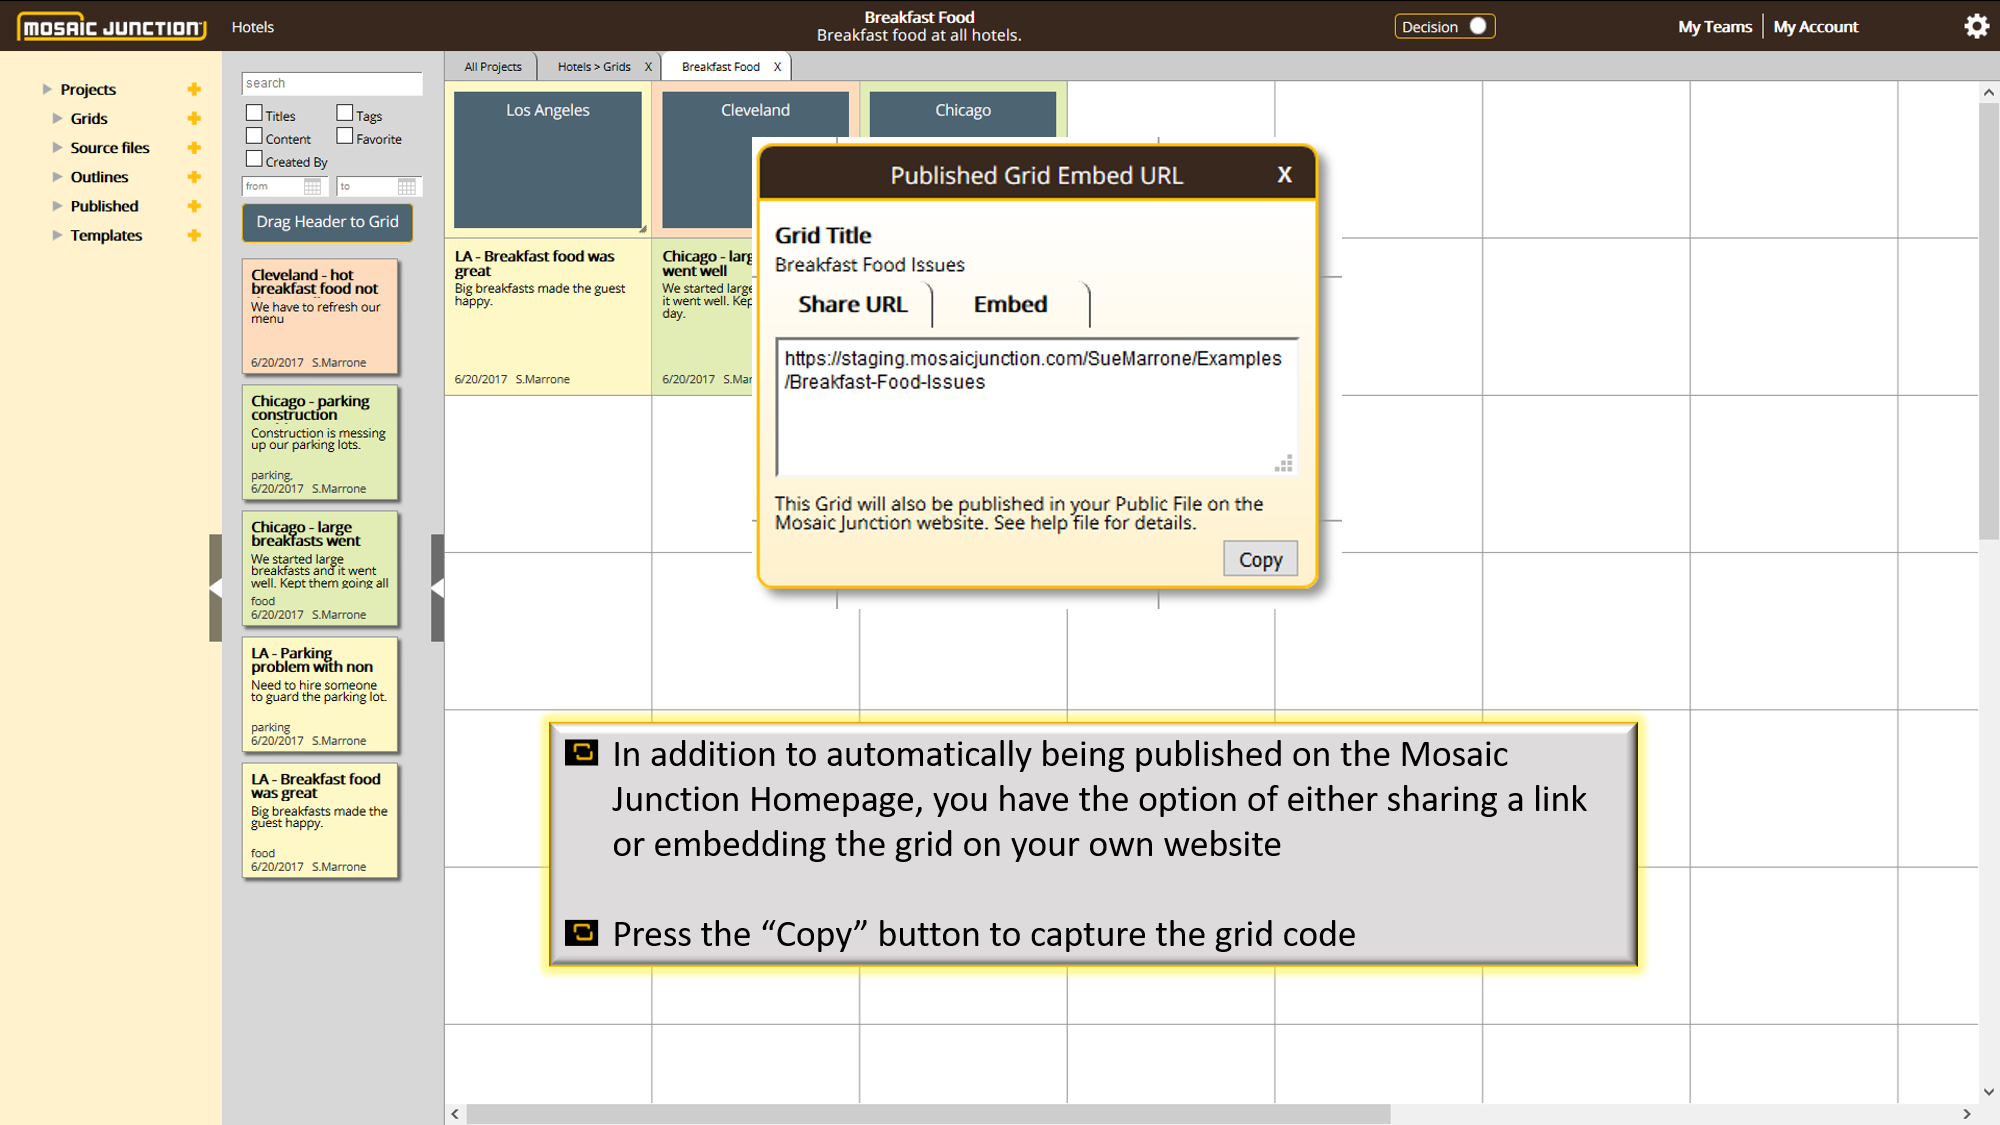 MOSAIC JUNCTION
Hotels
Breakfast Food
Breakfast food at all hotels.
Decision
My Teams
My Account
Projects
Grids
Source files
Outlines
Published
Templates
search
Titles
Tags
Content
Favorite
Created By
from
to
Drag Header to Grid
Cleveland - hot
breakfast food not
We have to refresh our
menu
6/20/2017 S.Marrone
Chicago - parking
construction
Construction is messing
up our parking lots.
parking,
6/20/2017 S.Marrone
Chicago - large
breakfasts went
We started large
breakfasts and it went
well. Kept them going all
food
6/20/2017 S.Marrone
LA - Parking
problem with non
Need to hire someone
to guard the parking lot.
parking
6/20/2017 S.Marrone
LA - Breakfast food
was great
Big breakfasts made the
guest happy.
food
6/20/2017 S.Marrone
All Projects
Hotels > Grids X
Breakfast Food X
Los Angeles
Cleveland
Chicago
LA - Breakfast food was
great
Big breakfasts made the guest
happy.
6/20/2017 S.Marrone
Chicago - larg
went well
We started large
it went well. Kep
day.
6/20/2017 S.Mar
Published Grid Embed URL X
Grid Title
Breakfast Food Issues
Share URL
Embed
https://staging.mosaicjunction.com/SueMarrone/Examples
/Breakfast-Food-Issues
This Grid will also be published in your Public File on the
Mosaic Junction website. See help file for details.
Copy
In addition to automatically being published on the Mosaic
Junction Homepage, you have the option of either sharing a link
or embedding the grid on your own website
Press the “Copy” button to capture the grid code